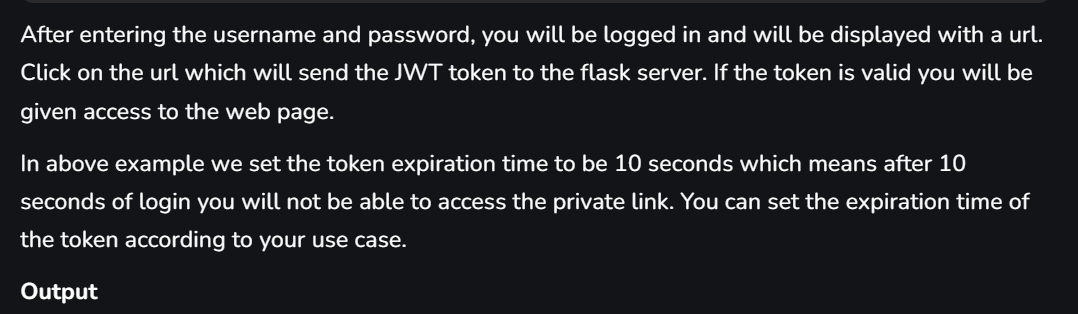 After entering the username and password, you will be logged in and will be displayed with a url.
Click on the url which will send the JWT token to the flask server. If the token is valid you will be
given access to the web page.
In above example we set the token expiration time to be 10 seconds which means after 10
seconds of login you will not be able to access the private link. You can set the expiration time of
the token according to your use case.
Output